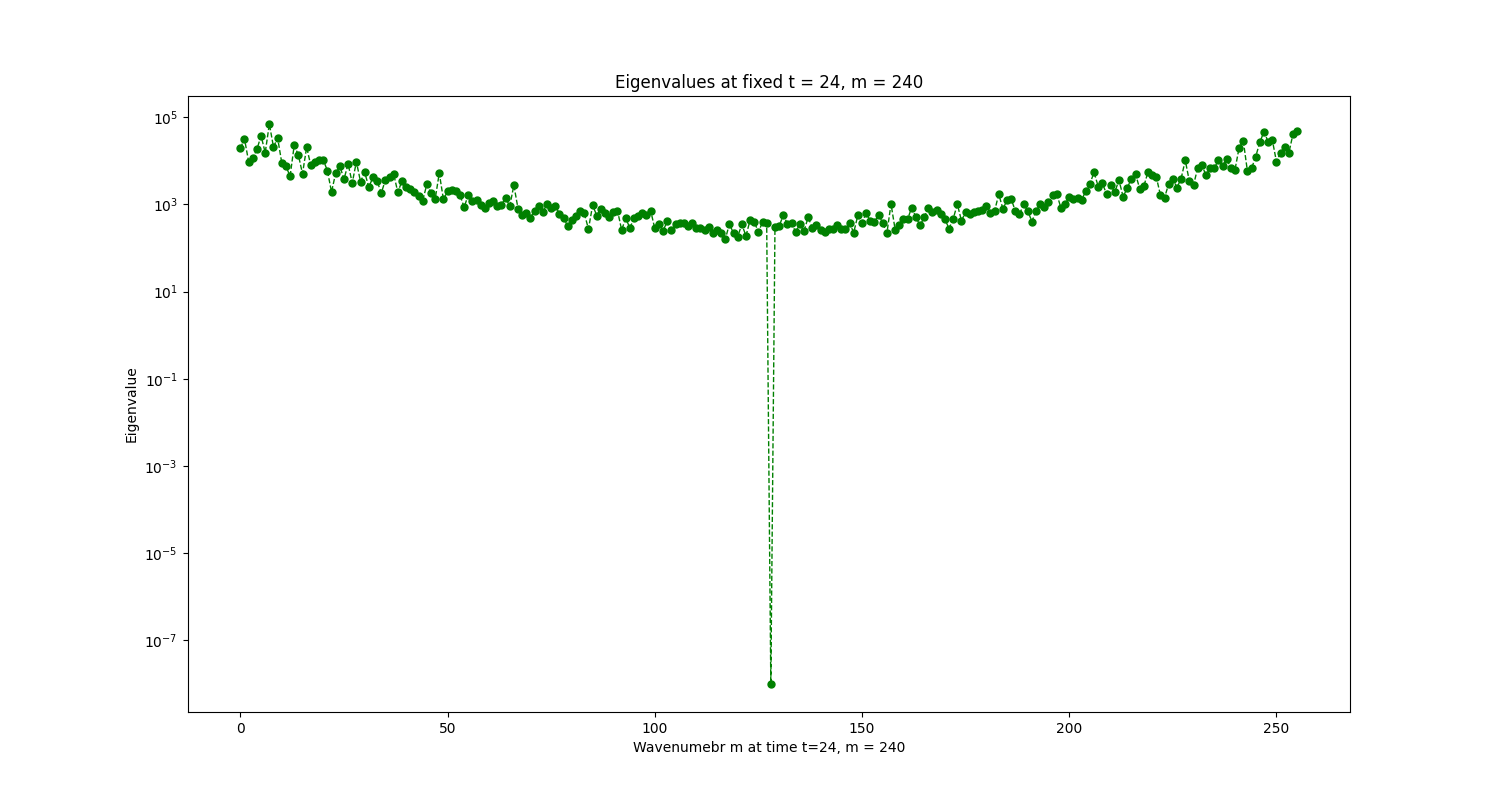 Eigenvalues at fixed t = 24, m = 240
10^5
10^3
10^1
10^−1
10^−3
10^−5
10^−7
Eigenvalue
0 50 100 150 200 250
Wavenumebr m at time t=24, m = 240